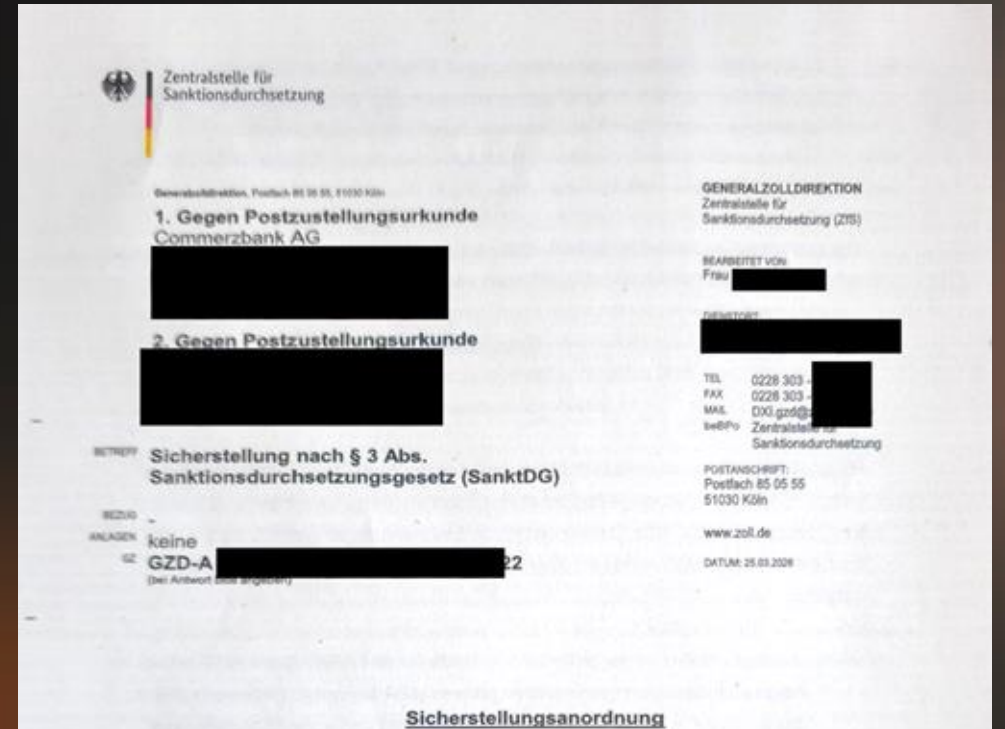 Zentralstelle für
Sanktionsdurchsetzung
Generalzolldirektion, Postfach 85 05 55, 51030 Köln
1. Gegen Postzustellungsurkunde
Commerzbank AG
2. Gegen Postzustellungsurkunde
BETREFF Sicherstellung nach § 3 Abs.
Sanktionsdurchsetzungsgesetz (SanktDG)
BEZUG -
ANLAGEN keine
GZ GZD-A 22
(bei Antwort bitte angeben)
GENERALZOLLDIREKTION
Zentralstelle für
Sanktionsdurchsetzung (ZfS)
BEARBEITET VON:
Frau
DIENSTORT:
TEL 0228 303 -
FAX 0228 303 -
MAIL DXI.gzd@
beBPo Zentralstelle für
Sanktionsdurchsetzung
POSTANSCHRIFT:
Postfach 85 05 55
51030 Köln
www.zoll.de
DATUM: 25.03.2026
Sicherstellungsanordnung